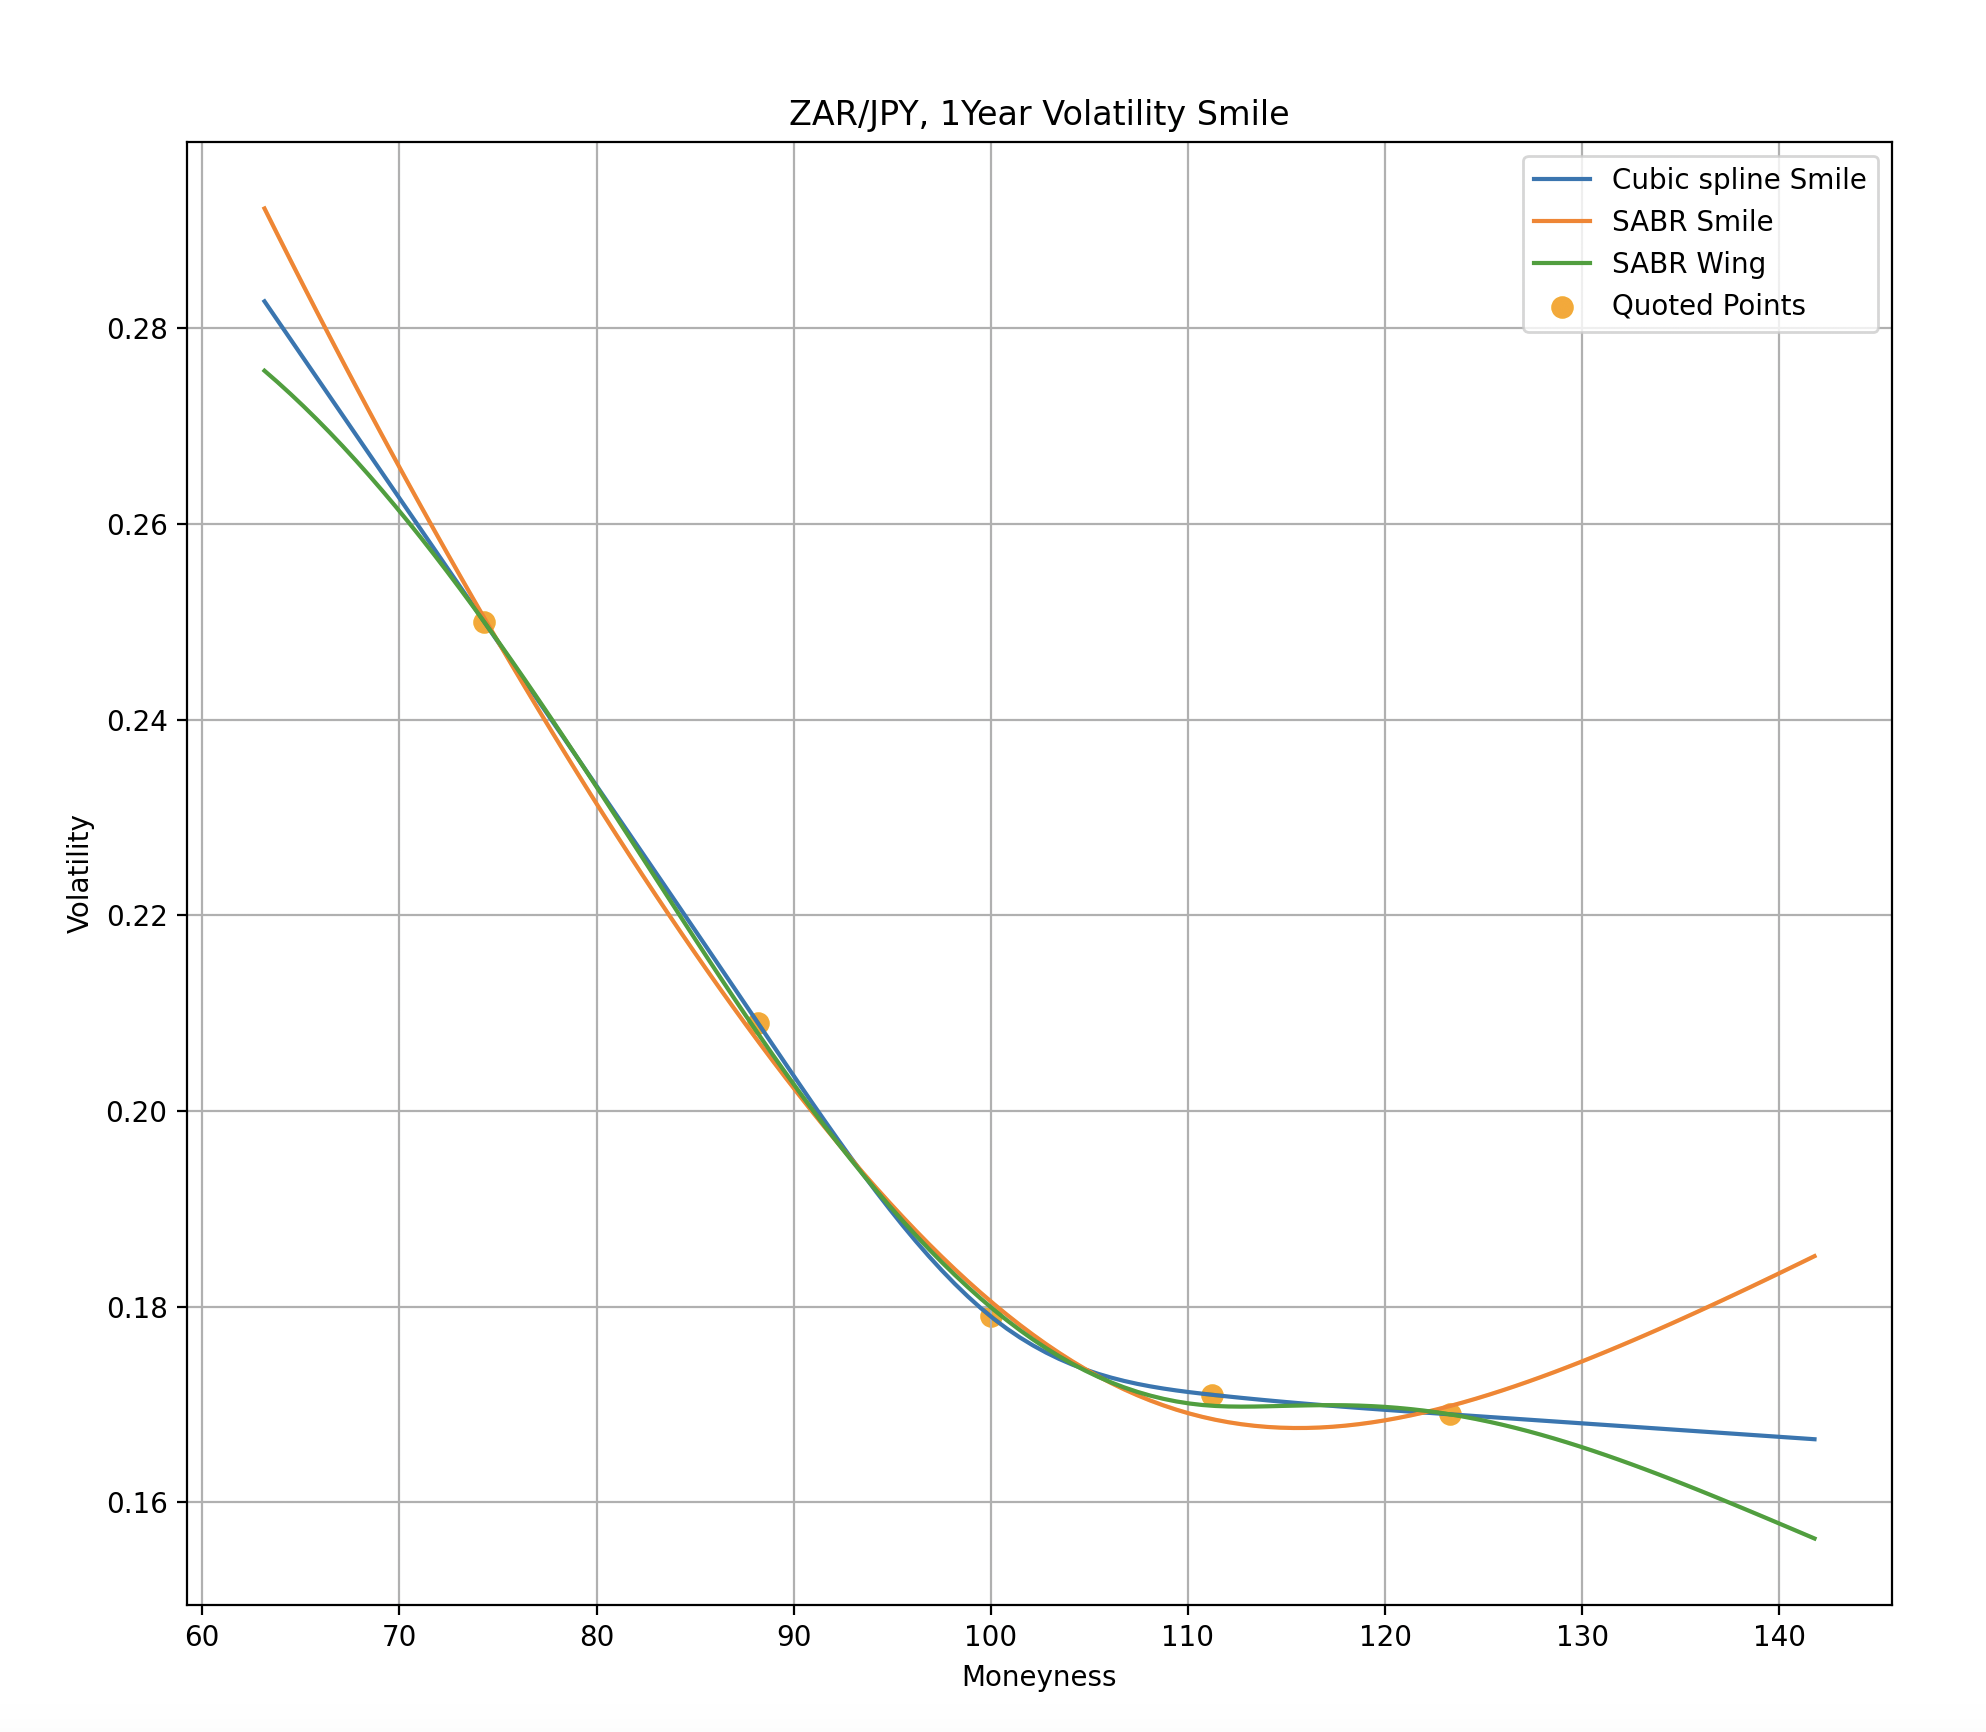 ZAR/JPY, 1Year Volatility Smile
Cubic spline Smile
SABR Smile
SABR Wing
Quoted Points
0.28
0.26
0.24
0.22
0.20
0.18
0.16
Volatility
60 70 80 90 100 110 120 130 140
Moneyness